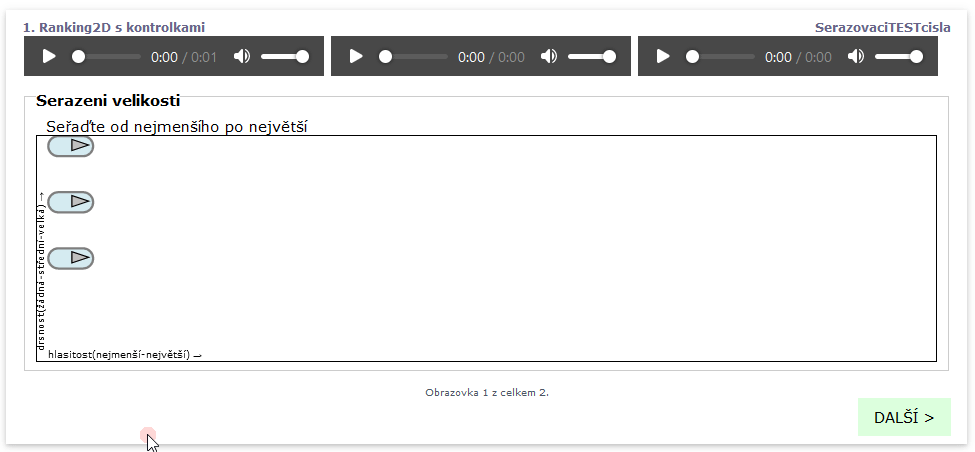 1. Ranking2D s kontrolkami SerazovaciTESTcisla
0:00 / 0:01 0:00 / 0:00 0:00 / 0:00
Serazeni velikosti
Seřaďte od nejmenšího po největší
drsnost(žádná-střední-velká) →
hlasitost(nejmenší-největší) →
Obrazovka 1 z celkem 2.
DALŠÍ >